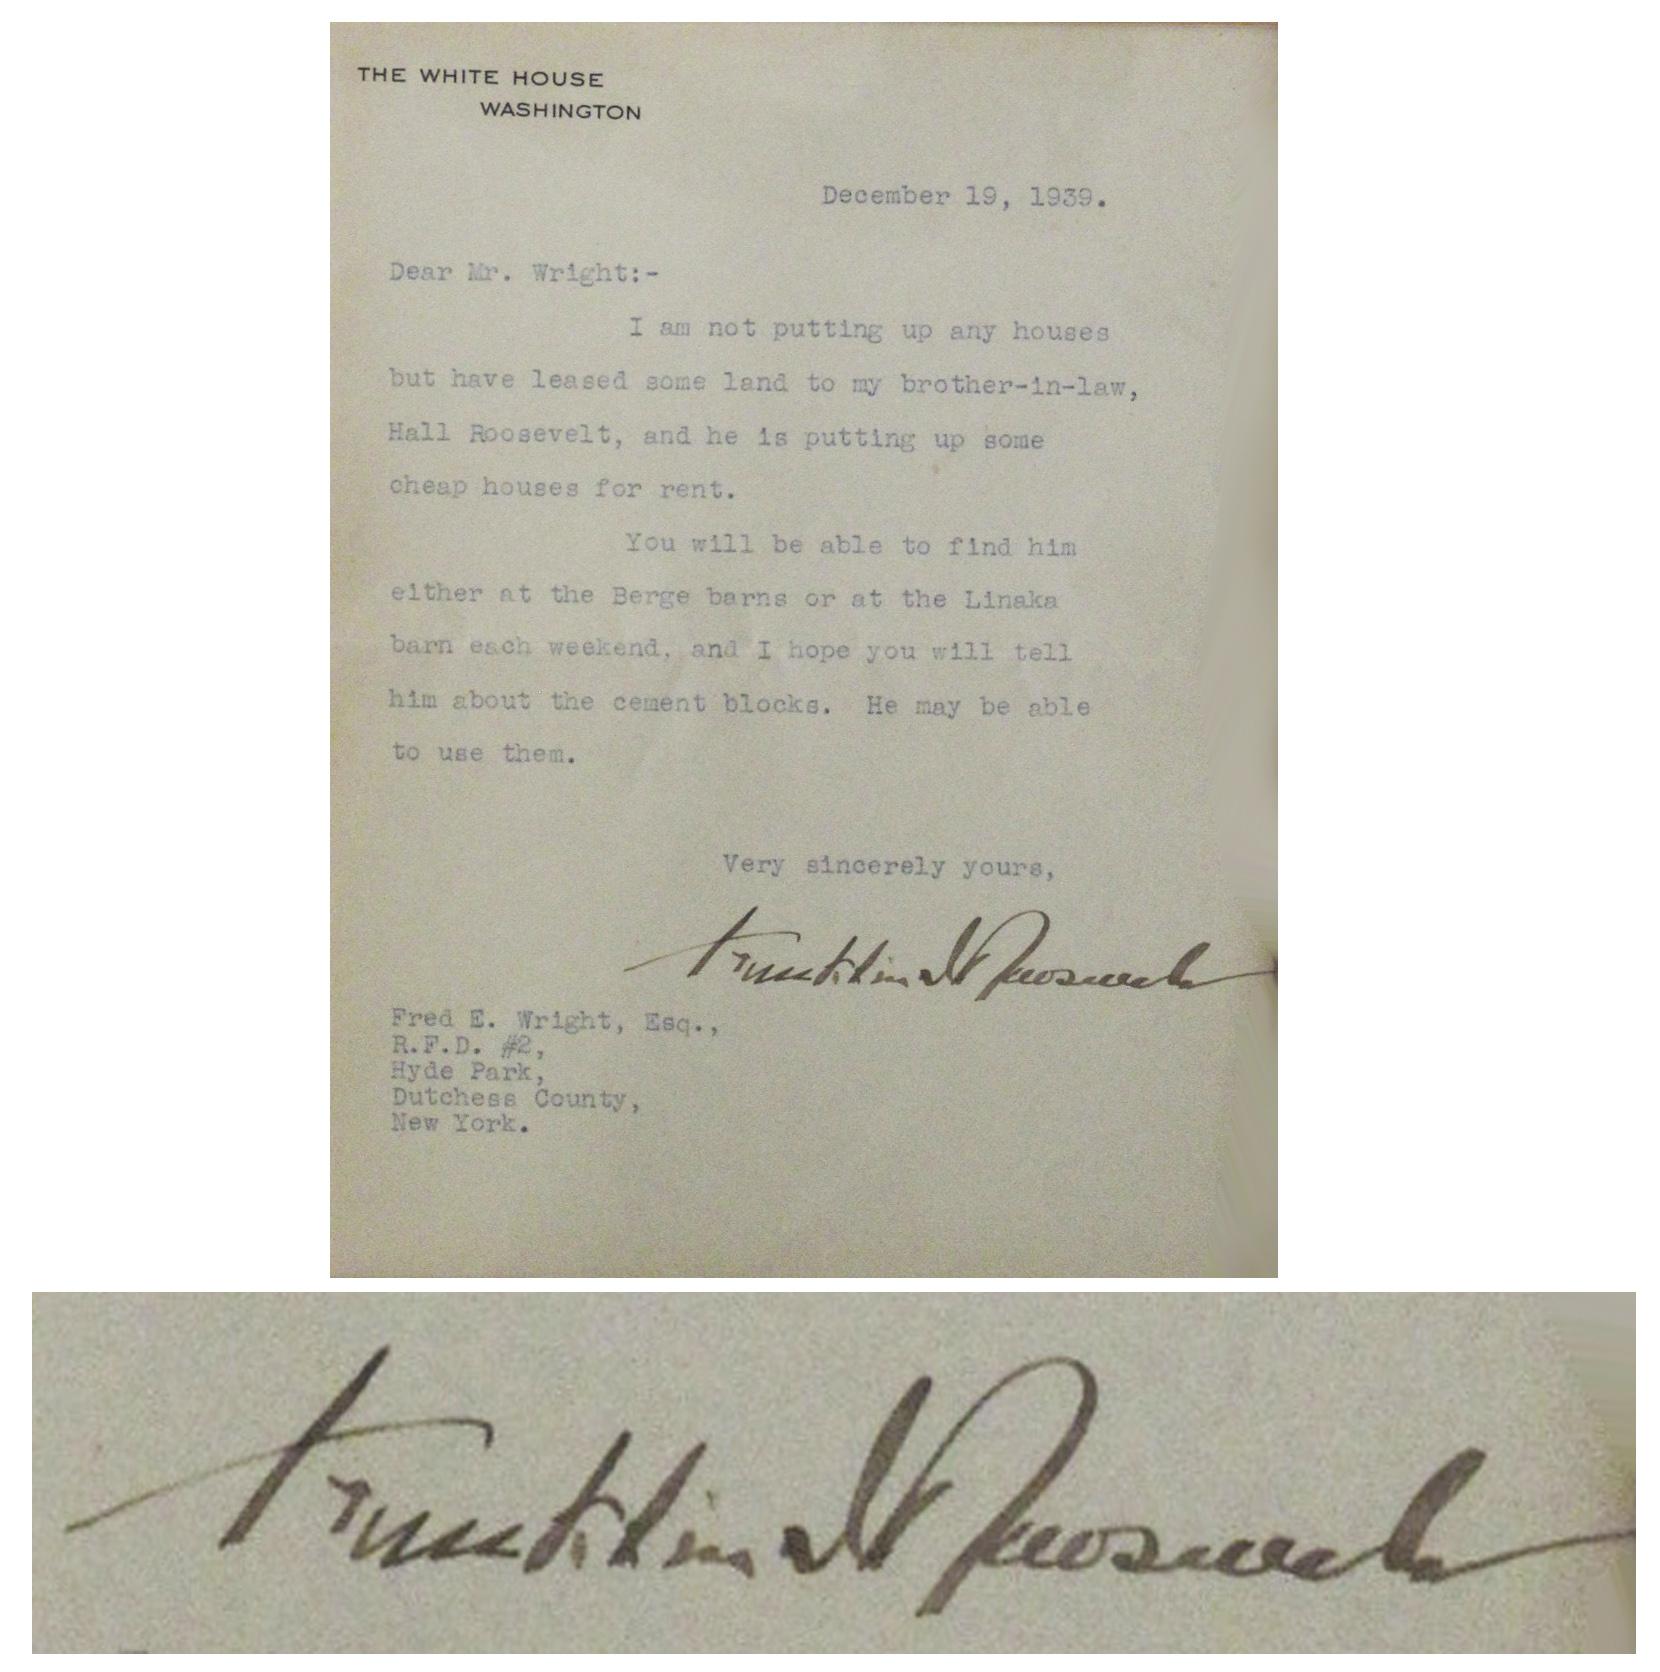 THE WHITE HOUSE
WASHINGTON
December 19, 1939.
Dear Mr. Wright:-
I am not putting up any houses
but have leased some land to my brother-in-law,
Hall Roosevelt, and he is putting up some
cheap houses for rent.
You will be able to find him
either at the Berge barns or at the Linaka
barn each weekend, and I hope you will tell
him about the cement blocks. He may be able
to use them.
Very sincerely yours,
Franklin D Roosevelt
Fred E. Wright, Esq.,
R.F.D. #2,
Hyde Park,
Dutchess County,
New York.
Franklin D Roosevelt